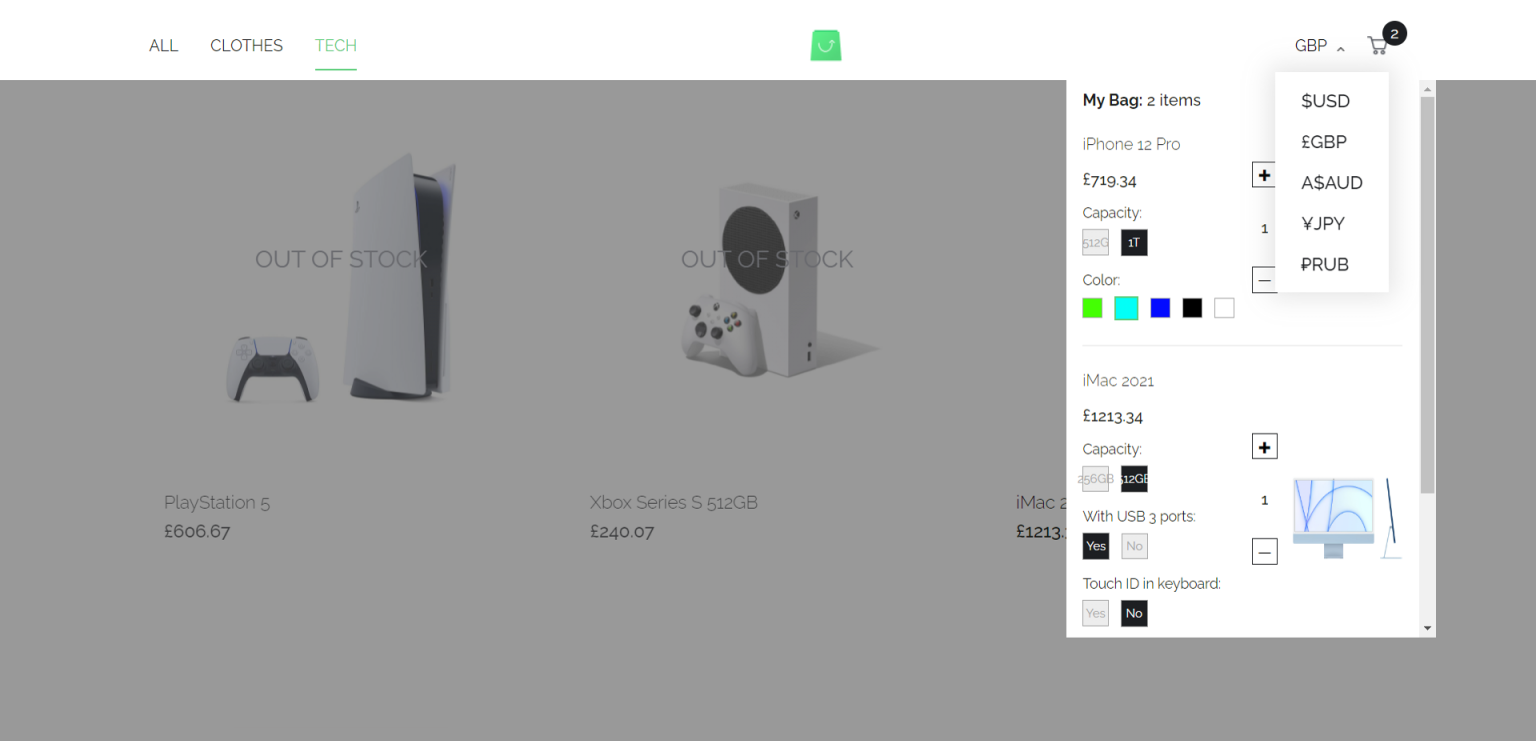 ALL CLOTHES TECH
GBP 2
My Bag: 2 items
$USD
£GBP
A$AUD
¥JPY
₽RUB
iPhone 12 Pro
£719.34
Capacity:
512G 1T
1
Color:
iMac 2021
£1213.34
Capacity:
256GB 512GB
1
With USB 3 ports:
Yes No
Touch ID in keyboard:
Yes No
OUT OF STOCK
PlayStation 5
£606.67
OUT OF STOCK
Xbox Series S 512GB
£240.07
iMac 2
£1213.